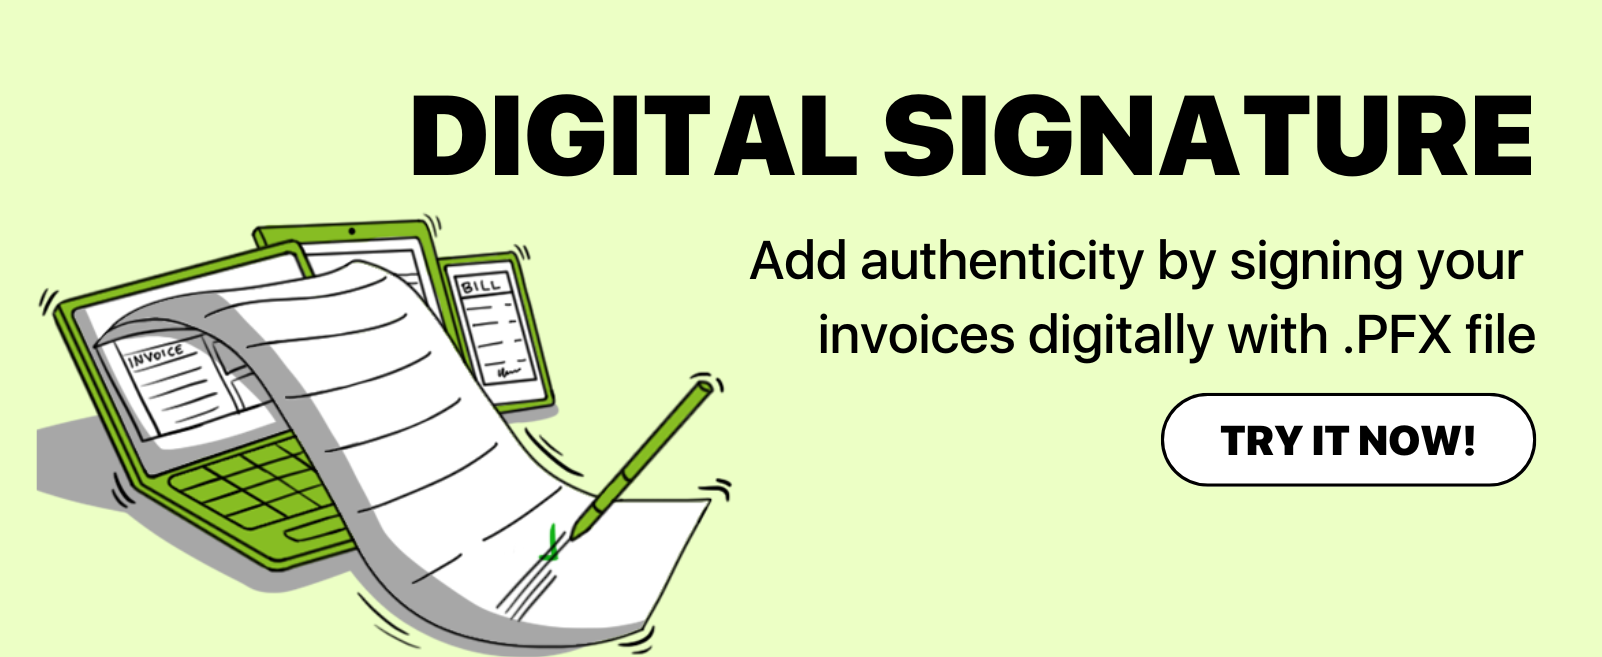 DIGITAL SIGNATURE
Add authenticity by signing your
invoices digitally with .PFX file
TRY IT NOW!
INVOICE
BILL